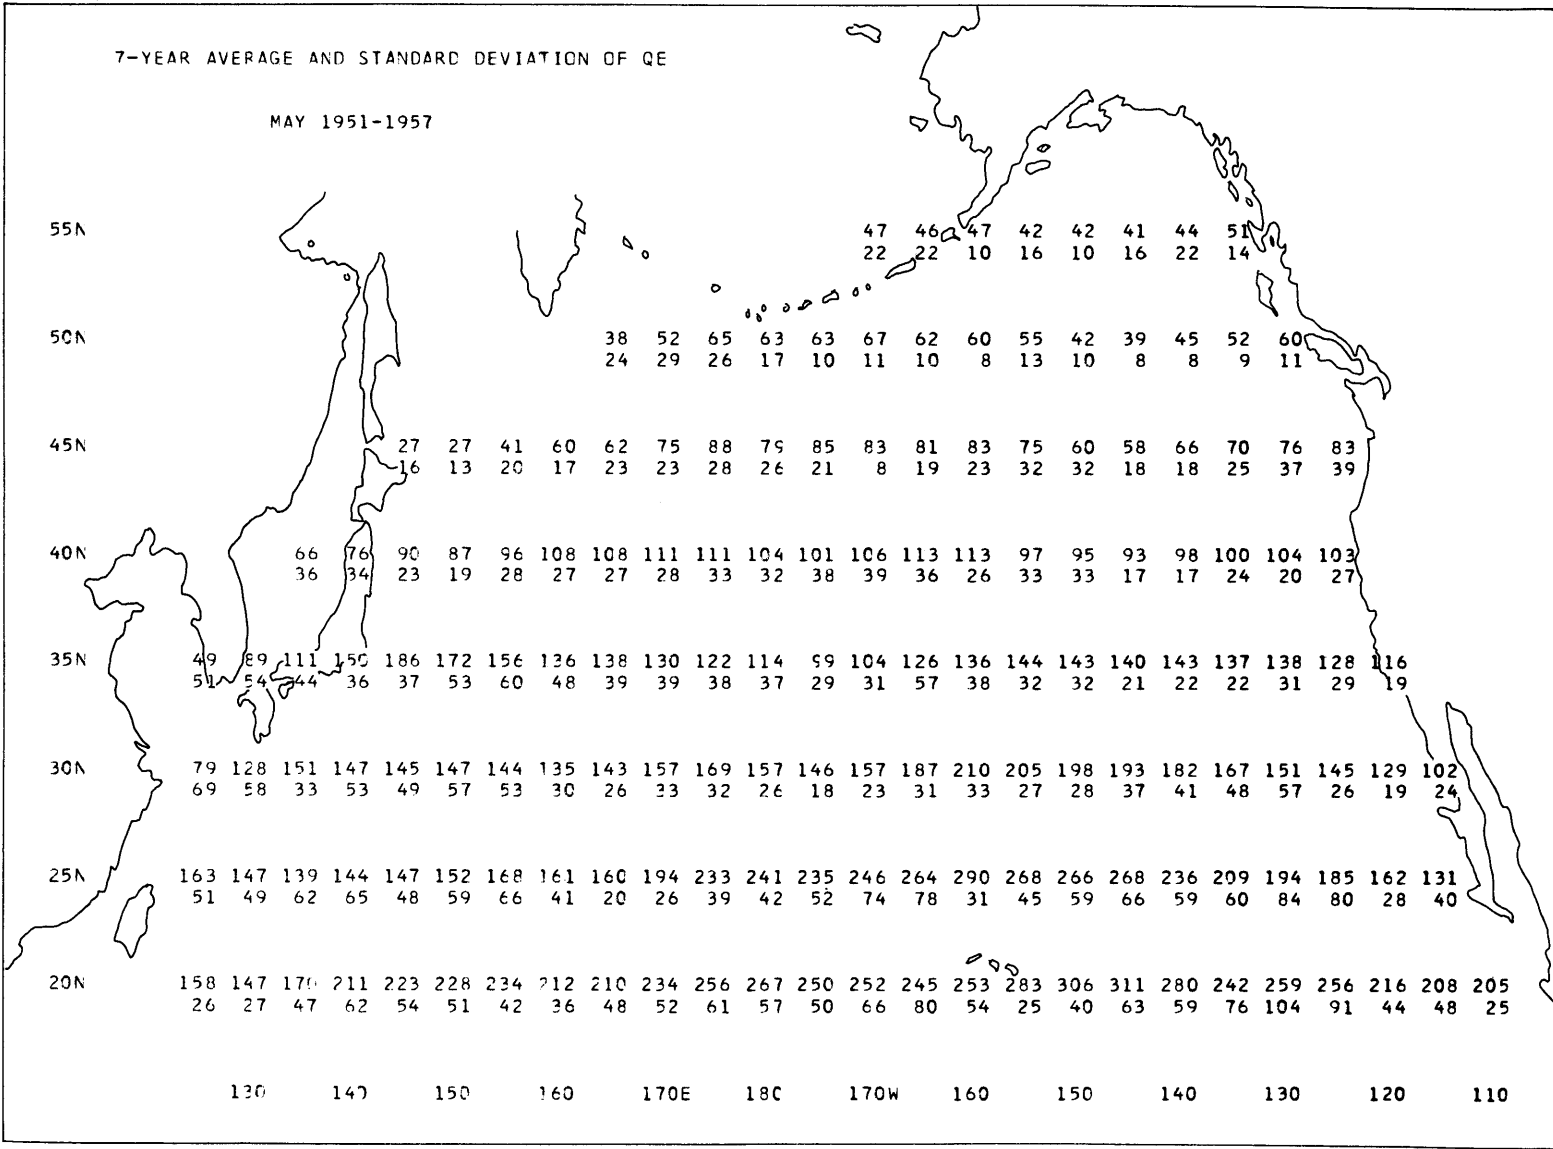 7-YEAR AVERAGE AND STANDARD DEVIATION OF QE
MAY 1951-1957
55N 47 46 47 42 42 41 44 51
22 22 10 16 10 16 22 14
50N 38 52 65 63 63 67 62 60 55 42 39 45 52 60
24 29 26 17 10 11 10 8 13 10 8 8 9 11
45N 27 27 41 60 62 75 88 79 85 83 81 83 75 60 58 66 70 76 83
16 13 20 17 23 23 28 26 21 8 19 23 32 32 18 18 25 37 39
40N 66 76 90 87 96 108 108 111 111 104 101 106 113 113 97 95 93 98 100 104 103
36 34 23 19 28 27 27 28 33 32 38 39 36 26 33 33 17 17 24 20 27
35N 49 89 111 150 186 172 156 136 138 130 122 114 99 104 126 136 144 143 140 143 137 138 128 116
51 54 44 36 37 53 60 48 39 39 38 37 29 31 57 38 32 32 21 22 22 31 29 19
30N 79 128 151 147 145 147 144 135 143 157 169 157 146 157 187 210 205 198 193 182 167 151 145 129 102
69 58 33 53 49 57 53 30 26 33 32 26 18 23 31 33 27 28 37 41 48 57 26 19 24
25N 163 147 139 144 147 152 168 161 160 194 233 241 235 246 264 290 268 266 268 236 209 194 185 162 131
51 49 62 65 48 59 66 41 20 26 39 42 52 74 78 31 45 59 66 59 60 84 80 28 40
20N 158 147 170 211 223 228 234 212 210 234 256 267 250 252 245 253 283 306 311 280 242 259 256 216 208 205
26 27 47 62 54 51 42 36 48 52 61 57 50 66 80 54 25 40 63 59 76 104 91 44 48 25
130 140 150 160 170E 180 170W 160 150 140 130 120 110